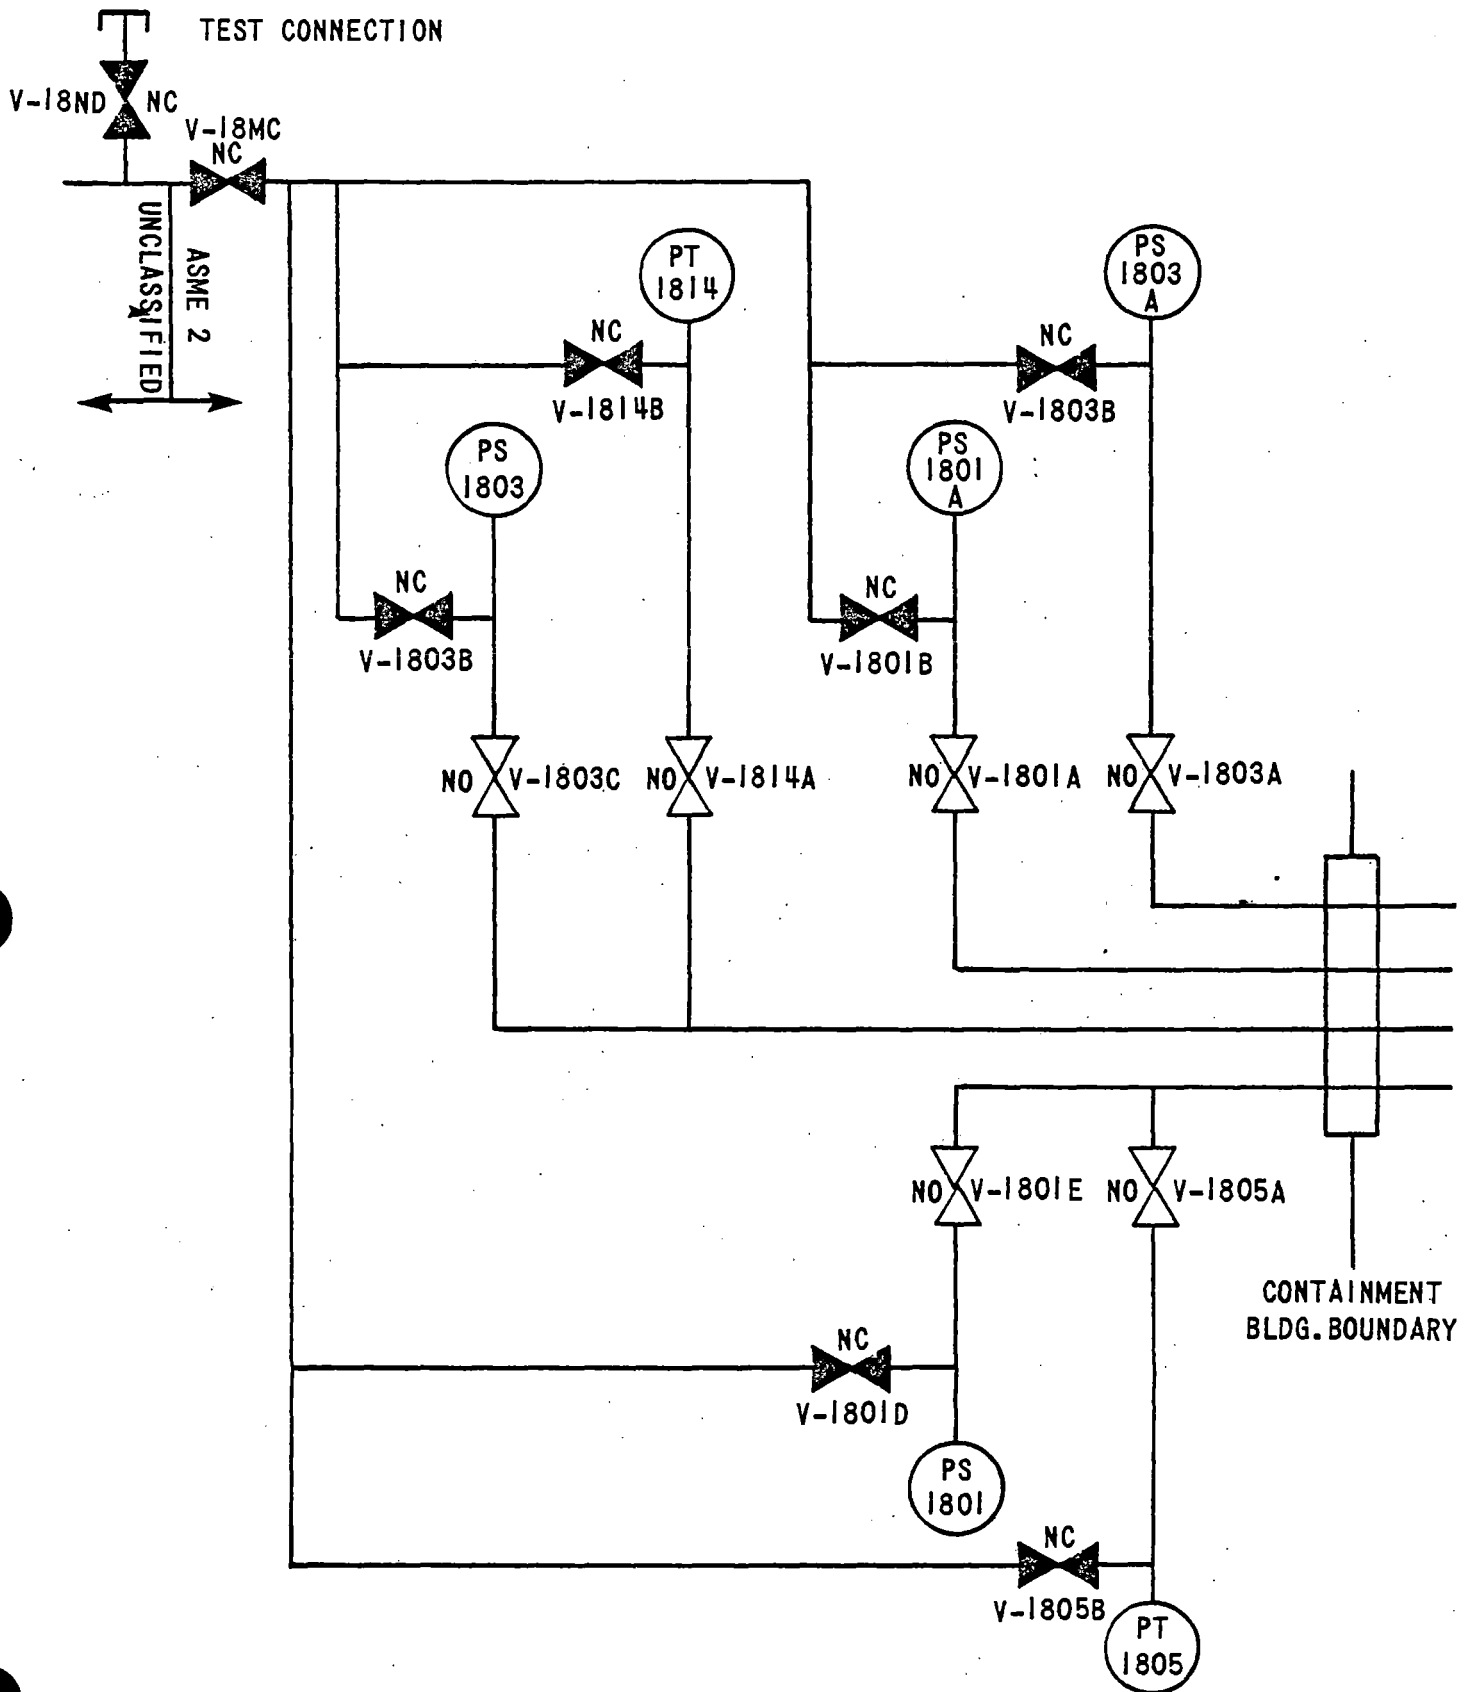 TEST CONNECTION
V-18ND NC
V-18MC
NC
UNCLASSIFIED
ASME 2
PT
1814
PS
1803
A
NC
V-1814B
NC
V-1803B
PS
1803
PS
1801
A
NC
V-1803B
NC
V-1801B
NO V-1803C
NO V-1814A
NO V-1801A
NO V-1803A
NO V-1801E
NO V-1805A
CONTAINMENT
BLDG. BOUNDARY
NC
V-1801D
PS
1801
NC
V-1805B
PT
1805